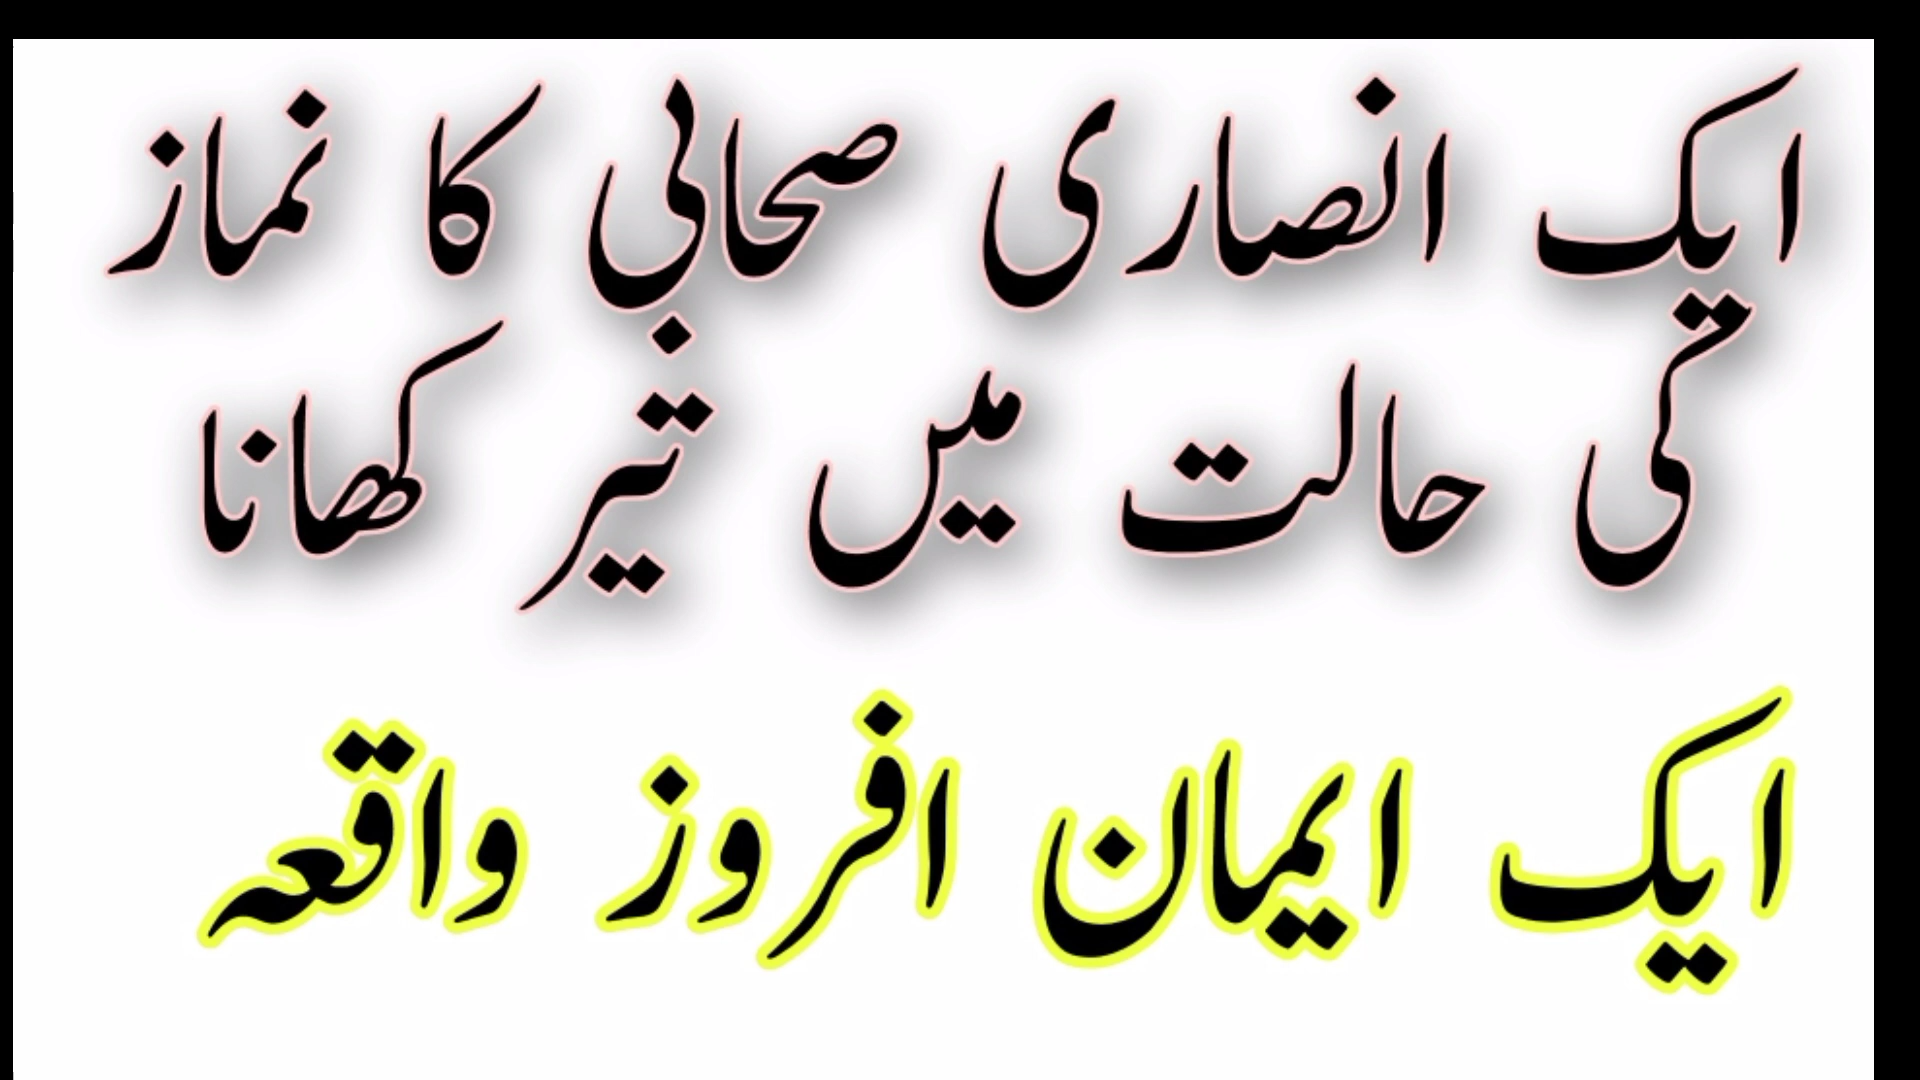 ایک انصاری صحابی کا نماز
کی حالت میں تیر کھانا
ایک ایمان افروز واقعہ